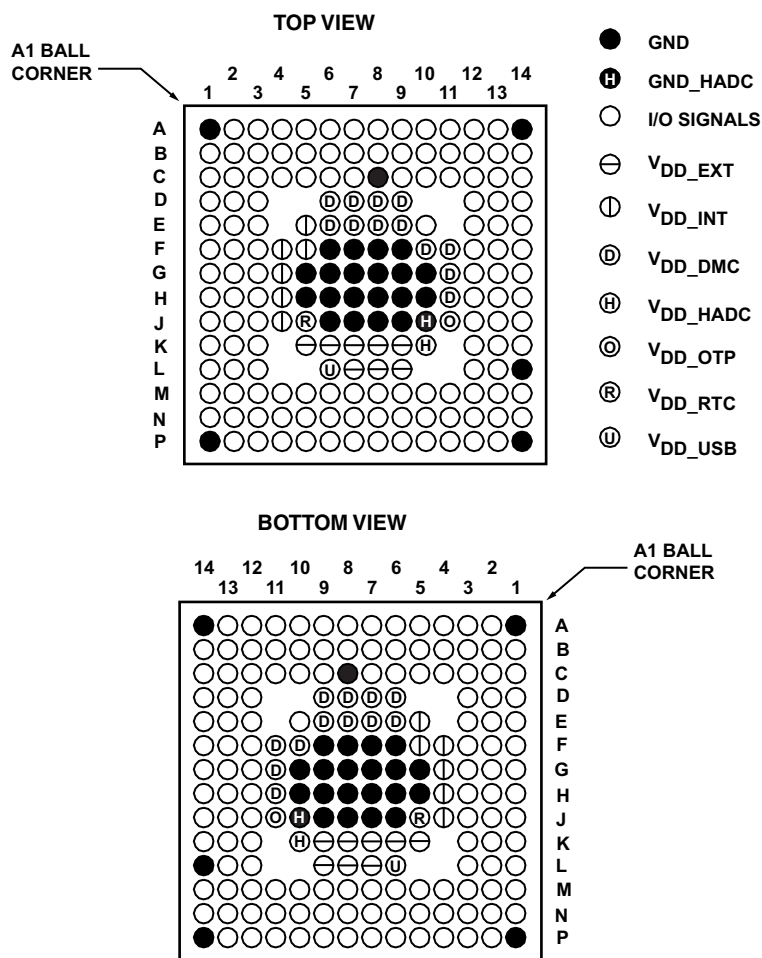 TOP VIEW
A1 BALL
CORNER
2 4 6 8 10 12 14
1 3 5 7 9 11 13
A
B
C
D D D D D
E D D D D
F D D
G D
H D
J R H O
K H
L U
M
N
P
GND
H GND_HADC
I/O SIGNALS
VDD_EXT
VDD_INT
D VDD_DMC
H VDD_HADC
O VDD_OTP
R VDD_RTC
U VDD_USB
BOTTOM VIEW
A1 BALL
CORNER
14 12 10 8 6 4 2
13 11 9 7 5 3 1
A
B
C
D D D D D
D D D D E
D D F
D G
D H
O H R J
H K
U L
M
N
P